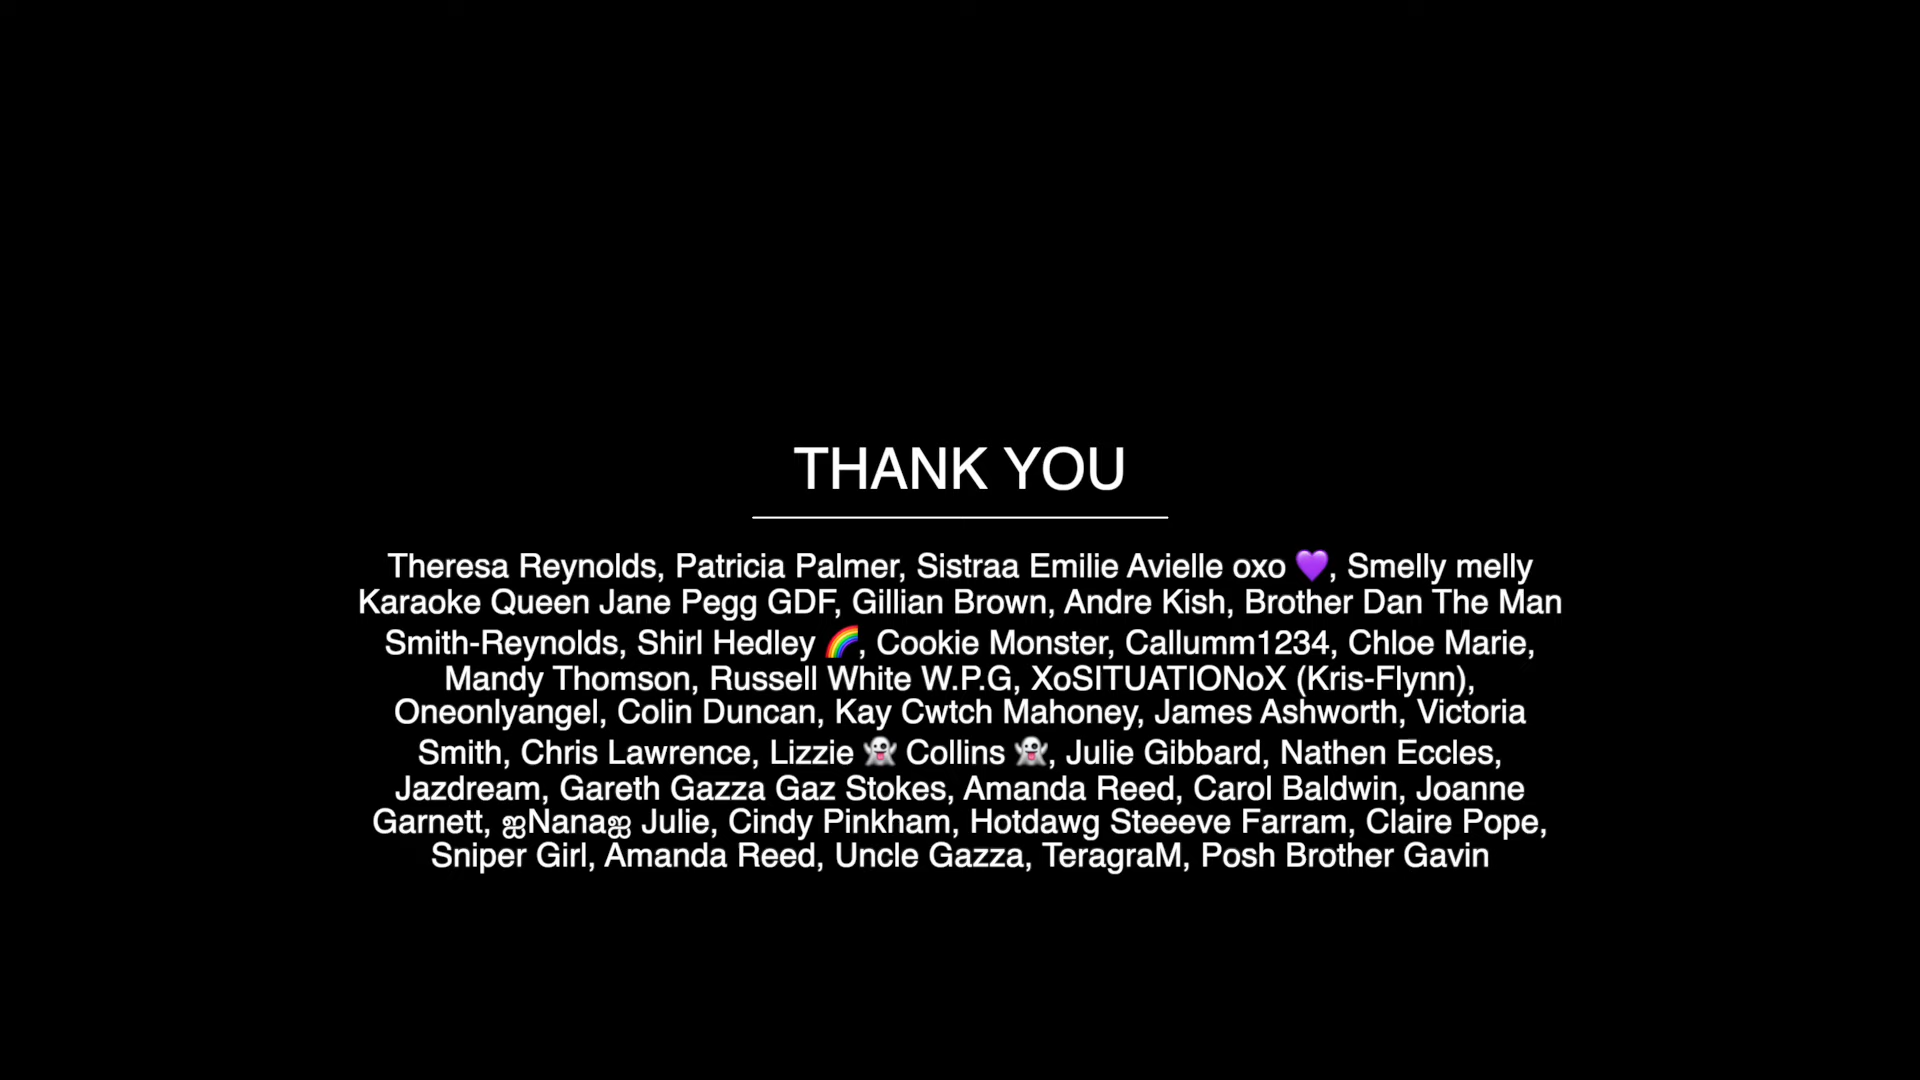 THANK YOU
Theresa Reynolds, Patricia Palmer, Sistraa Emilie Avielle oxo 💜, Smelly melly
Karaoke Queen Jane Pegg GDF, Gillian Brown, Andre Kish, Brother Dan The Man
Smith-Reynolds, Shirl Hedley 🌈, Cookie Monster, Callumm1234, Chloe Marie,
Mandy Thomson, Russell White W.P.G, XoSITUATIONoX (Kris-Flynn),
Oneonlyangel, Colin Duncan, Kay Cwtch Mahoney, James Ashworth, Victoria
Smith, Chris Lawrence, Lizzie 👻 Collins 👻, Julie Gibbard, Nathen Eccles,
Jazdream, Gareth Gazza Gaz Stokes, Amanda Reed, Carol Baldwin, Joanne
Garnett, ஐNanaஐ Julie, Cindy Pinkham, Hotdawg Steeeve Farram, Claire Pope,
Sniper Girl, Amanda Reed, Uncle Gazza, TeragraM, Posh Brother Gavin